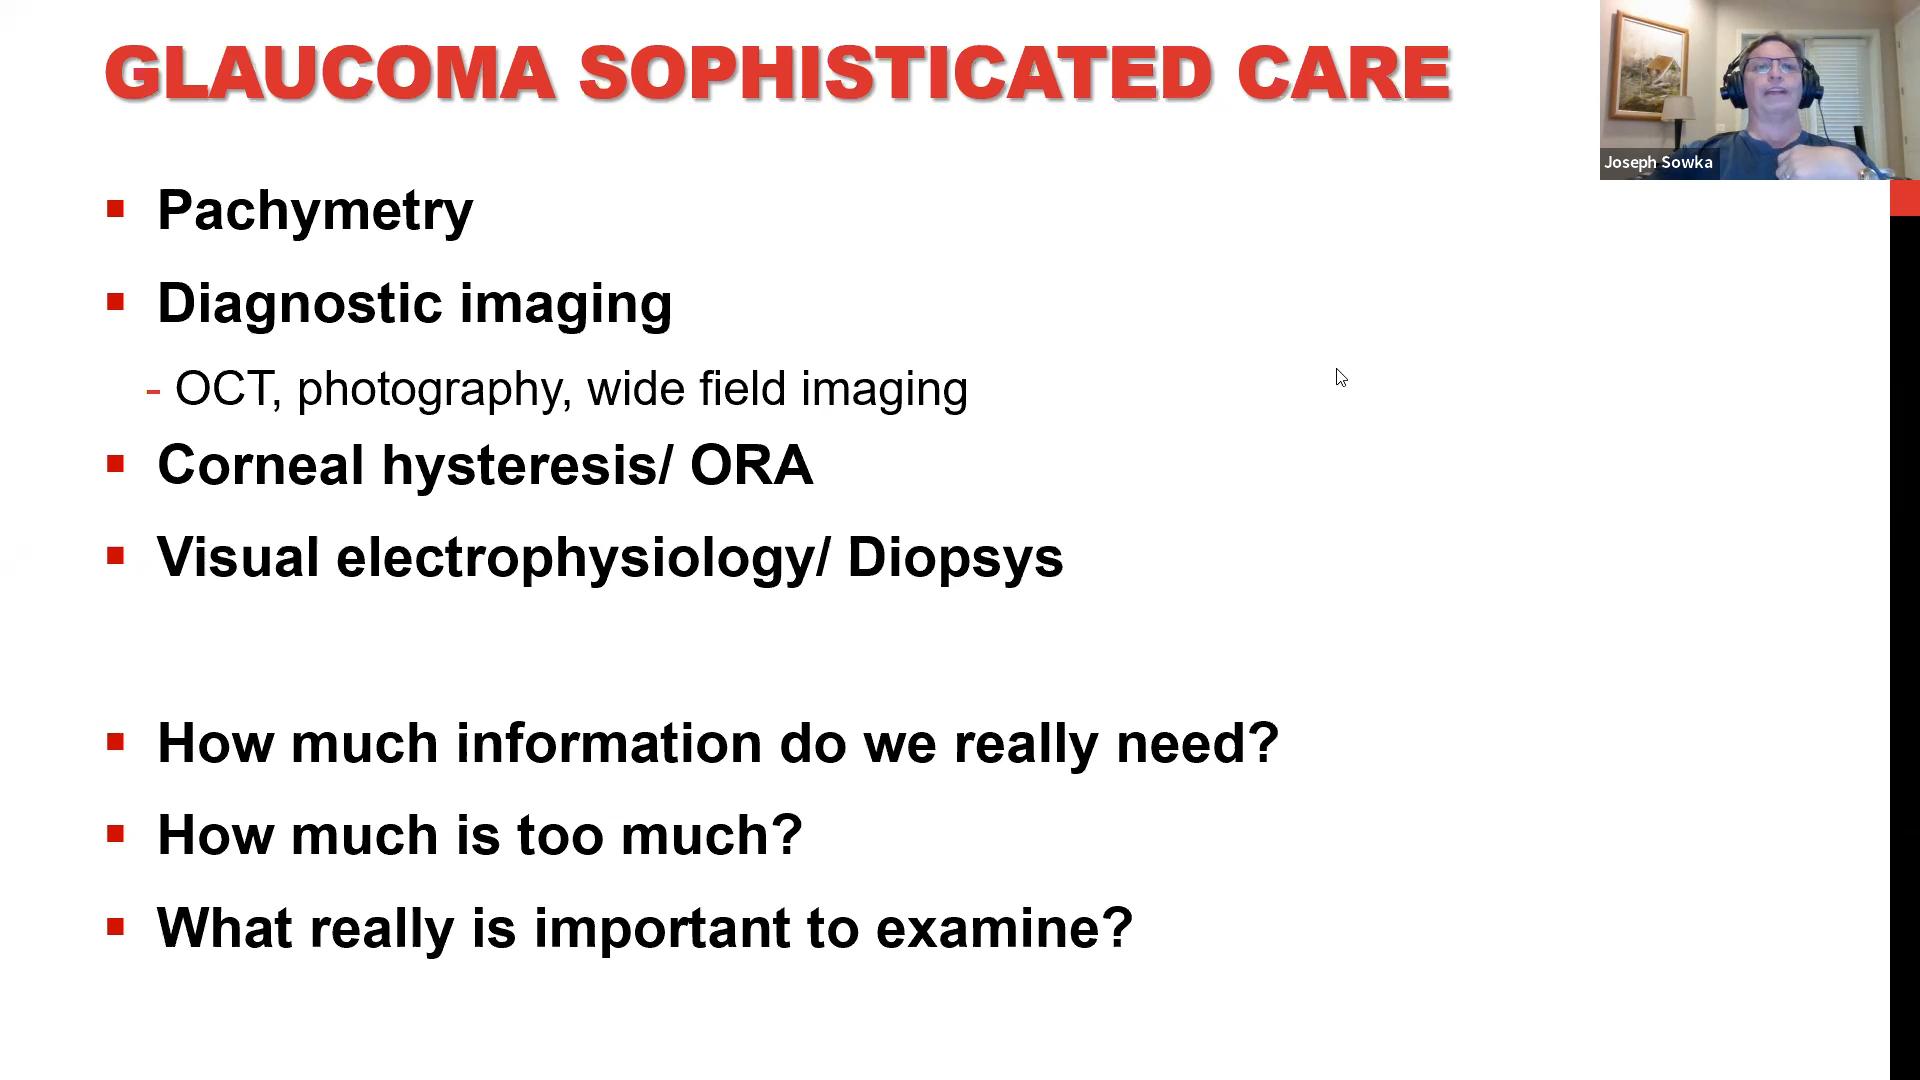 GLAUCOMA SOPHISTICATED CARE
Joseph Sowka
▪ Pachymetry
▪ Diagnostic imaging
- OCT, photography, wide field imaging
▪ Corneal hysteresis/ ORA
▪ Visual electrophysiology/ Diopsys
▪ How much information do we really need?
▪ How much is too much?
▪ What really is important to examine?